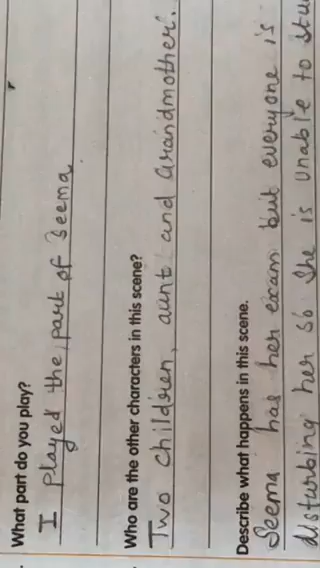 What part do you play?
I played the part of Seema
Who are the other characters in this scene?
Two children, aunt and Grandmother.
Describe what happens in this scene.
Seema has her exam but everyone is
disturbing her so she is unable to